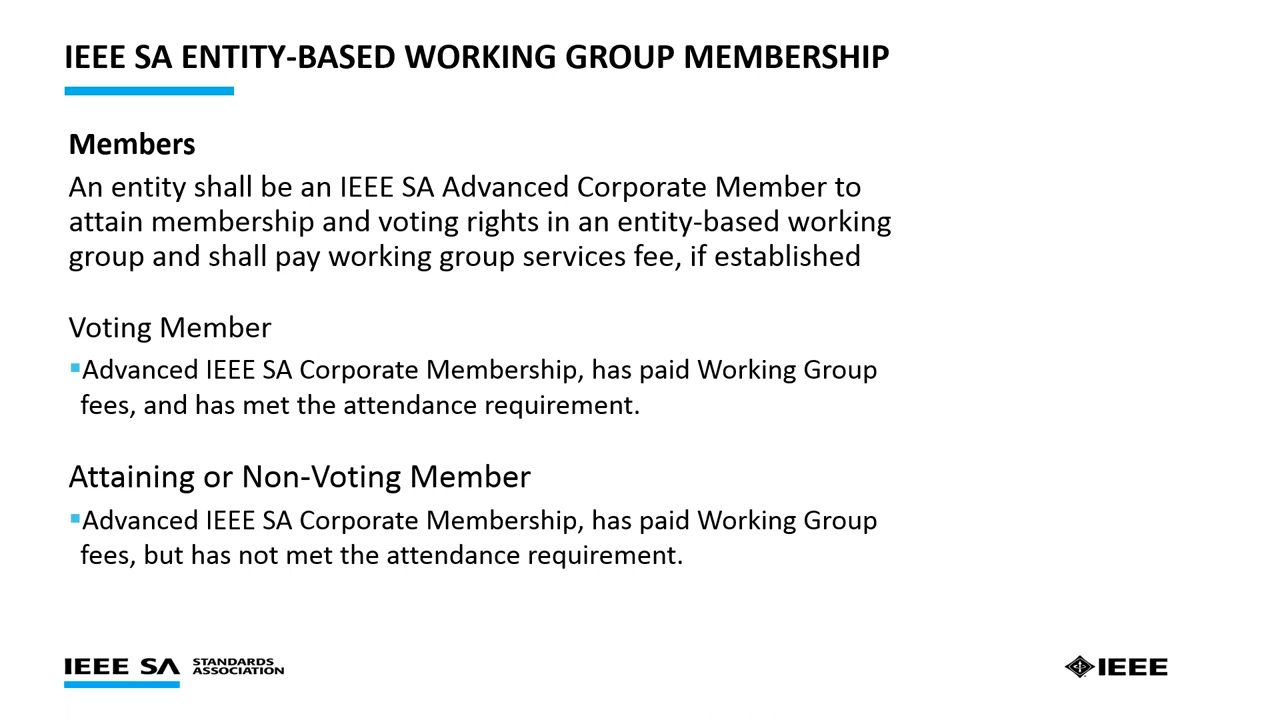 IEEE SA ENTITY-BASED WORKING GROUP MEMBERSHIP
Members
An entity shall be an IEEE SA Advanced Corporate Member to
attain membership and voting rights in an entity-based working
group and shall pay working group services fee, if established
Voting Member
▪Advanced IEEE SA Corporate Membership, has paid Working Group
fees, and has met the attendance requirement.
Attaining or Non-Voting Member
▪Advanced IEEE SA Corporate Membership, has paid Working Group
fees, but has not met the attendance requirement.
IEEE SA STANDARDS
ASSOCIATION
IEEE